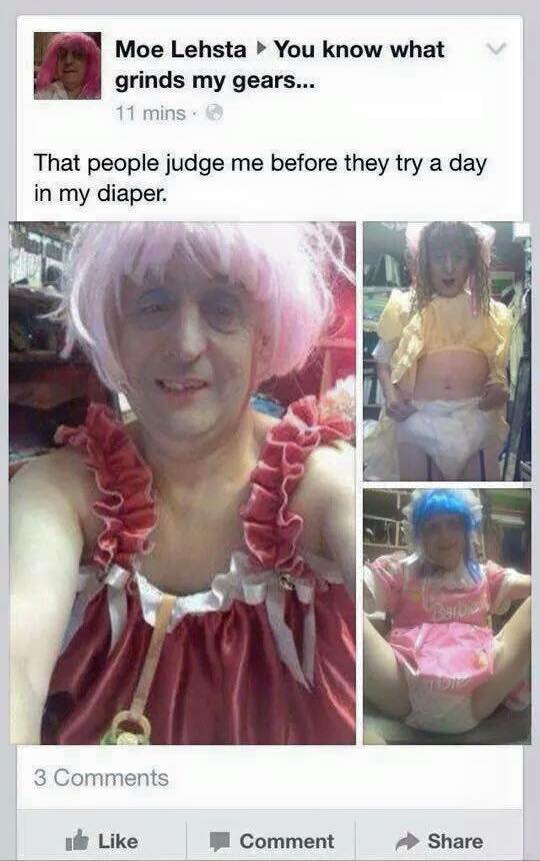 Moe Lehsta ▸ You know what
grinds my gears...
11 mins ·
That people judge me before they try a day
in my diaper.
Barbie
3 Comments
Like
Comment
Share